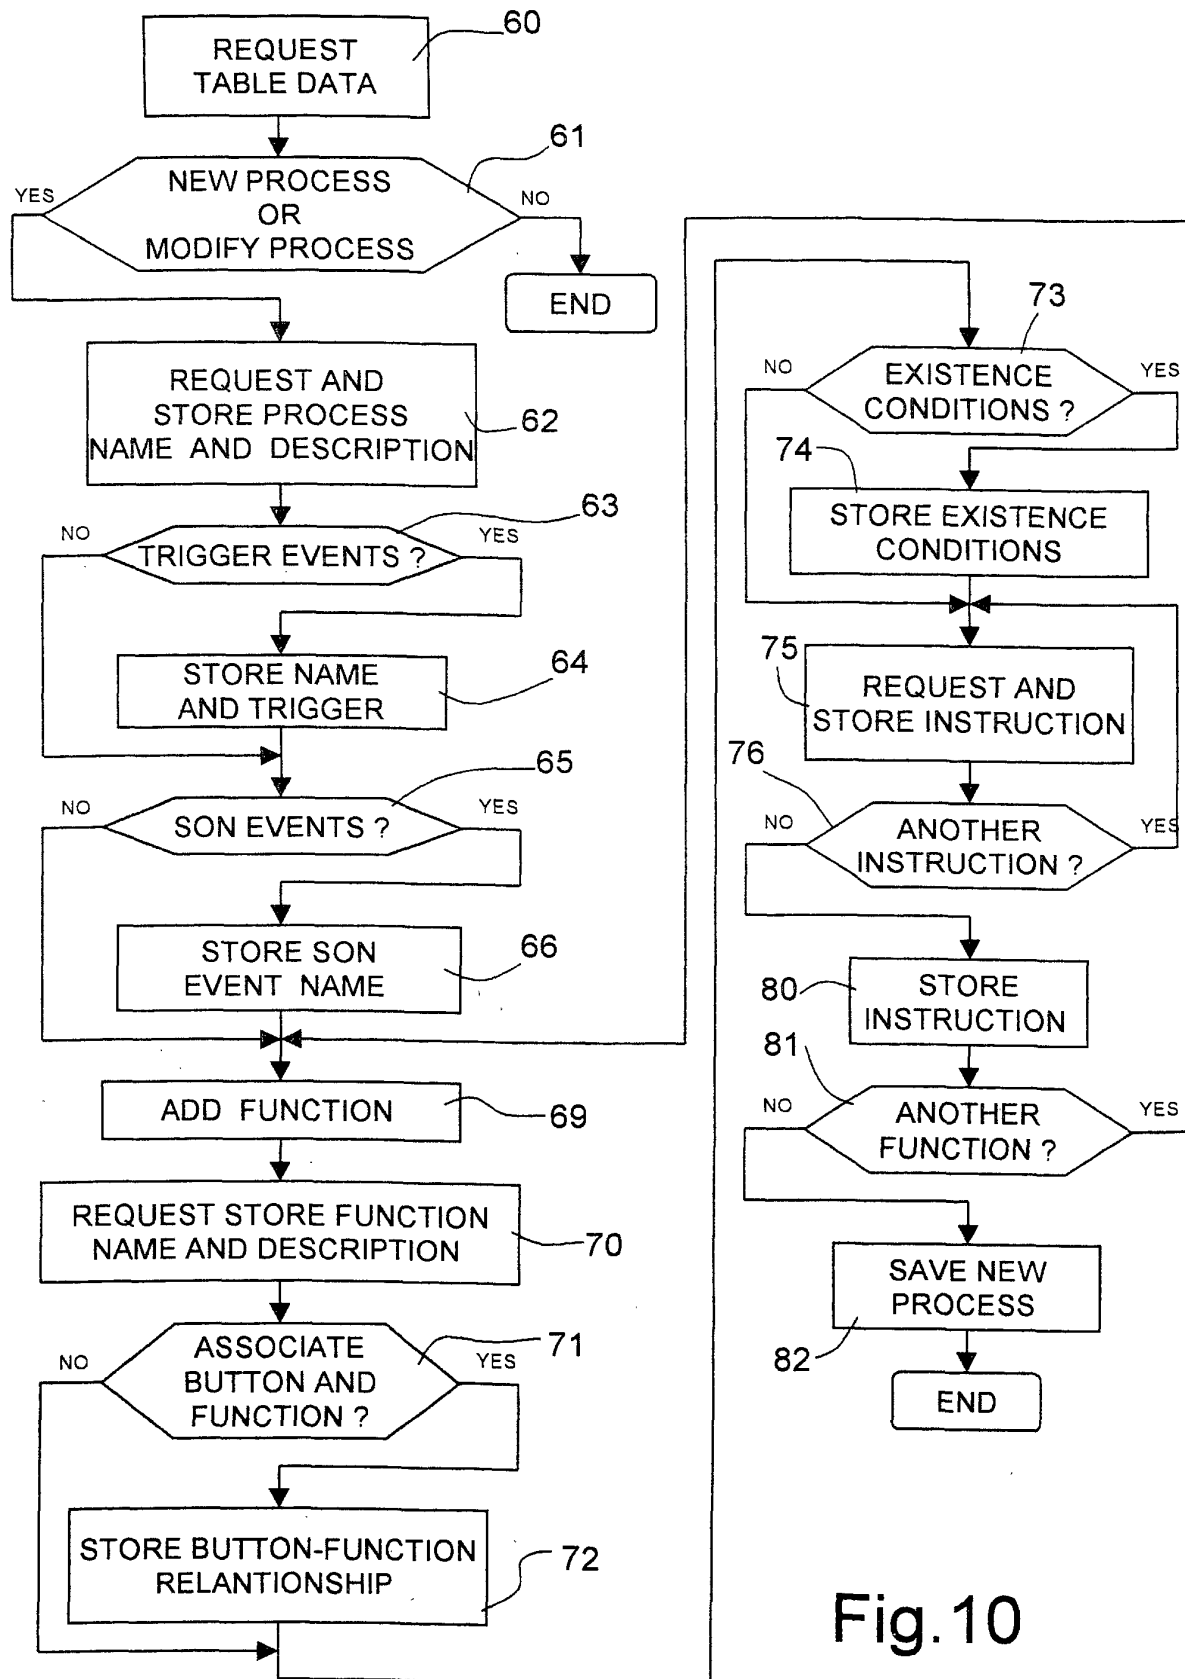 REQUEST
TABLE DATA
60
NEW PROCESS
OR
MODIFY PROCESS
61
YES
NO
END
REQUEST AND
STORE PROCESS
NAME AND DESCRIPTION
62
TRIGGER EVENTS ?
63
NO
YES
STORE NAME
AND TRIGGER
64
SON EVENTS ?
65
NO
YES
STORE SON
EVENT NAME
66
ADD FUNCTION
69
REQUEST STORE FUNCTION
NAME AND DESCRIPTION
70
ASSOCIATE
BUTTON AND
FUNCTION ?
71
NO
YES
STORE BUTTON-FUNCTION
RELANTIONSHIP
72
73
EXISTENCE
CONDITIONS ?
NO
YES
74
STORE EXISTENCE
CONDITIONS
75
REQUEST AND
STORE INSTRUCTION
76
ANOTHER
INSTRUCTION ?
NO
YES
80
STORE
INSTRUCTION
81
ANOTHER
FUNCTION ?
NO
YES
SAVE NEW
PROCESS
82
END
Fig.10